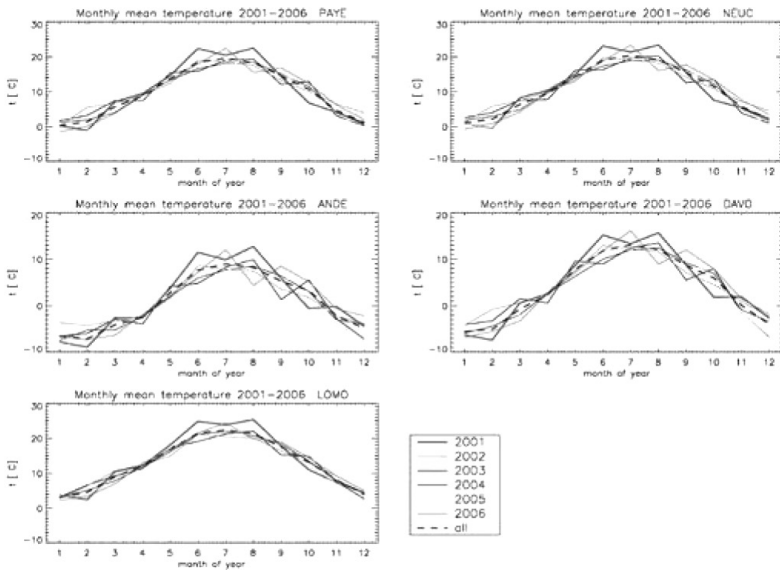 Monthly mean temperature 2001−2006 PAYE
t [ C]
30
20
10
0
−10
1 2 3 4 5 6 7 8 9 10 11 12
month of year
Monthly mean temperature 2001−2006 NEUC
t [ C]
30
20
10
0
−10
1 2 3 4 5 6 7 8 9 10 11 12
month of year
Monthly mean temperature 2001−2006 ANDE
t [ C]
20
10
0
−10
1 2 3 4 5 6 7 8 9 10 11 12
month of year
Monthly mean temperature 2001−2006 DAVO
t [ C]
20
10
0
−10
1 2 3 4 5 6 7 8 9 10 11 12
month of year
Monthly mean temperature 2001−2006 LOMO
t [ C]
30
20
10
0
−10
1 2 3 4 5 6 7 8 9 10 11 12
month of year
2001
2002
2003
2004
2005
2006
all